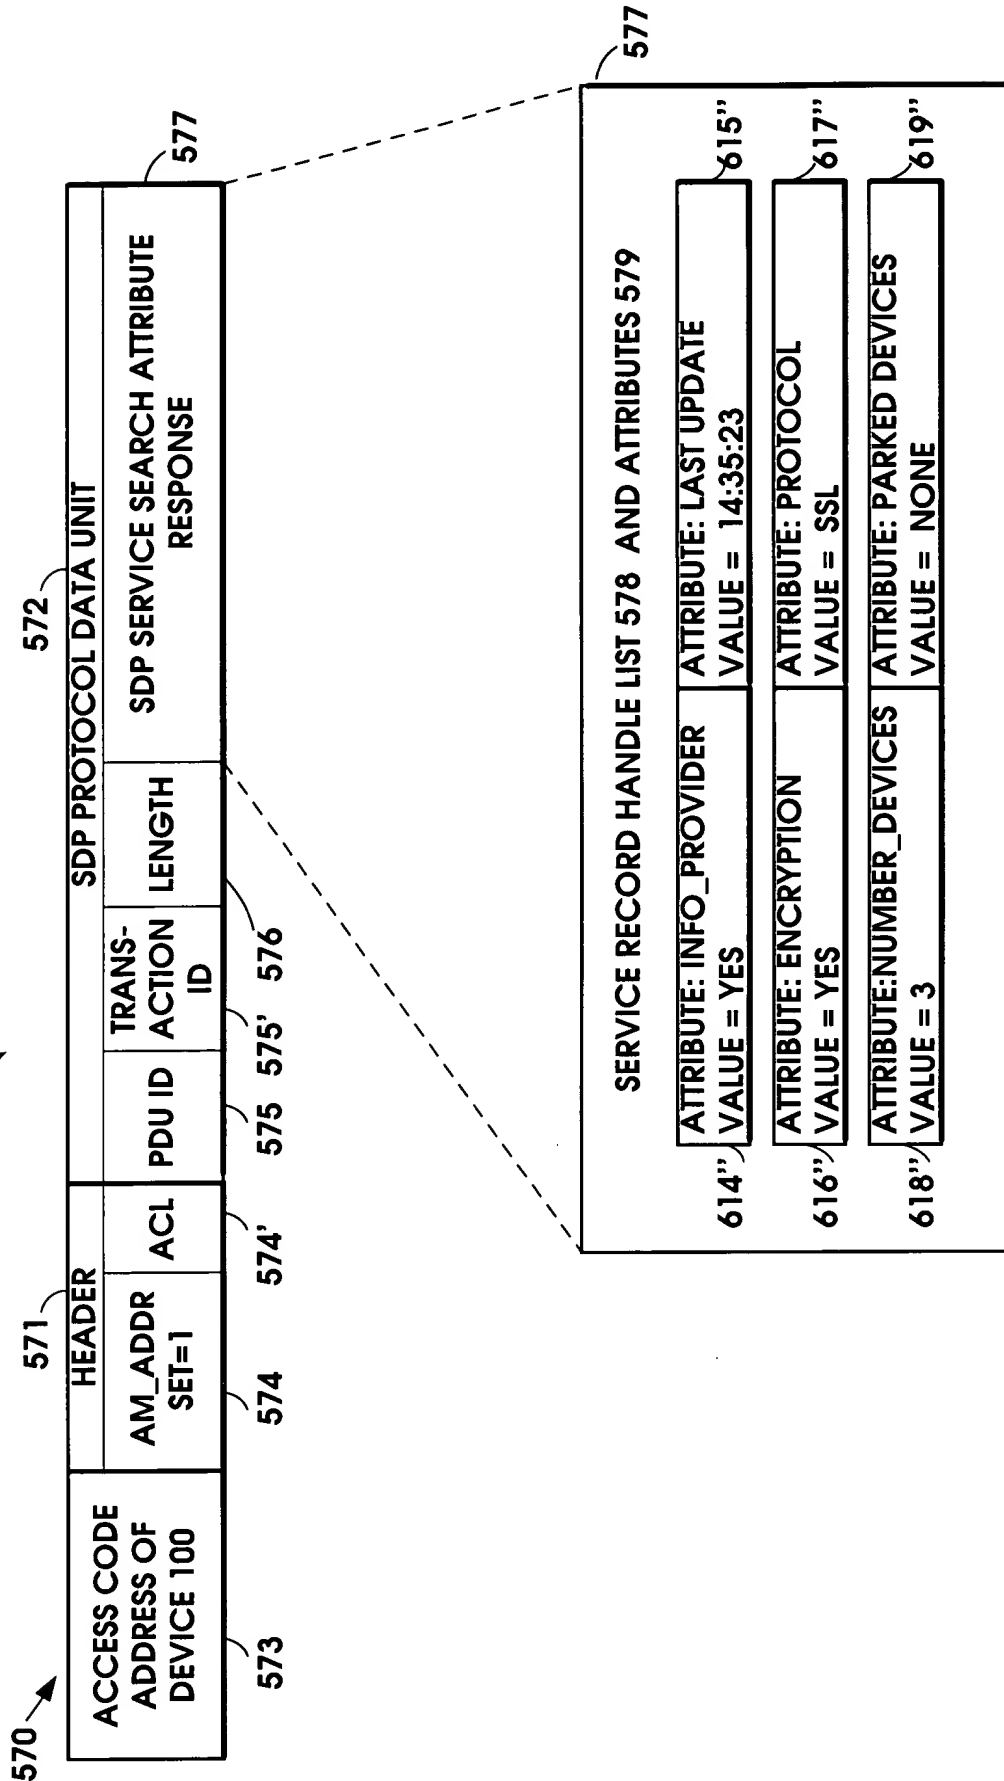 570
571
572
HEADER
SDP PROTOCOL DATA UNIT
ACCESS CODE
ADDRESS OF
DEVICE 100
AM_ADDR
SET=1
ACL
PDU ID
TRANS-
ACTION
ID
LENGTH
SDP SERVICE SEARCH ATTRIBUTE
RESPONSE
577
573
574
574'
575
575'
576
577
SERVICE RECORD HANDLE LIST 578 AND ATTRIBUTES 579
614"
ATTRIBUTE: INFO_PROVIDER
VALUE = YES
ATTRIBUTE: LAST UPDATE
VALUE = 14:35:23
615"
616"
ATTRIBUTE: ENCRYPTION
VALUE = YES
ATTRIBUTE: PROTOCOL
VALUE = SSL
617"
618"
ATTRIBUTE:NUMBER_DEVICES
VALUE = 3
ATTRIBUTE: PARKED DEVICES
VALUE = NONE
619"